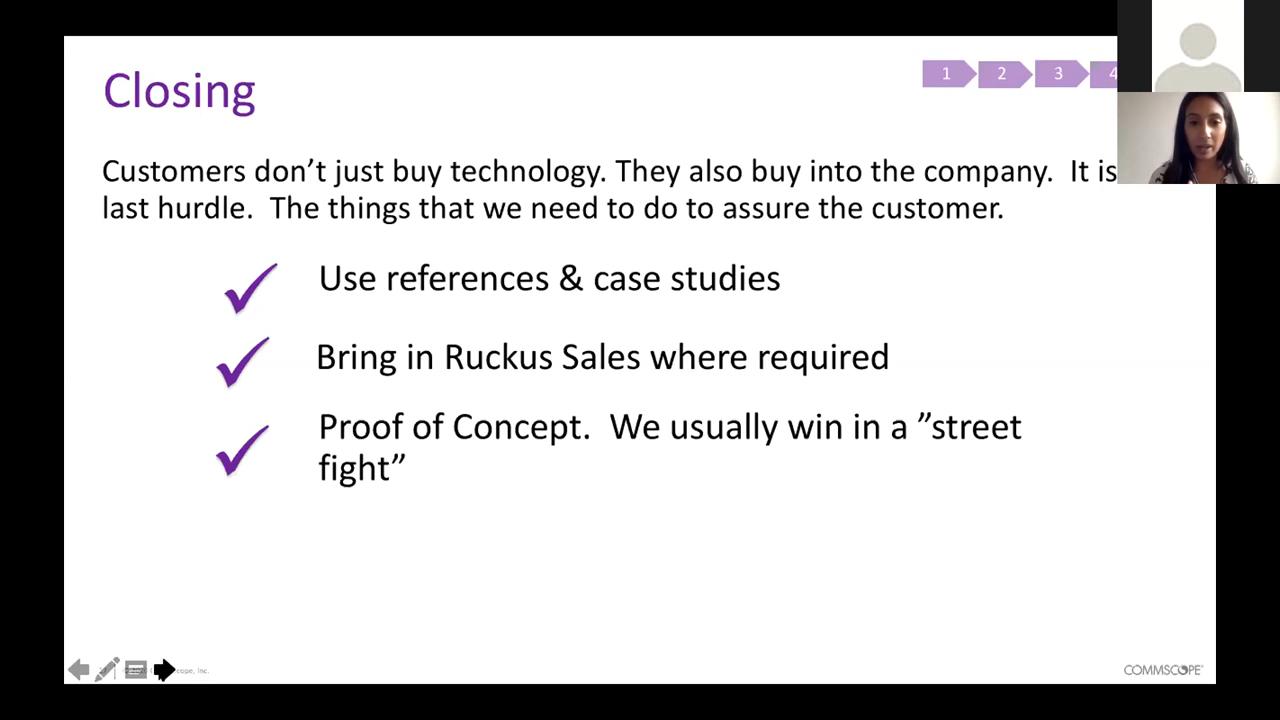 Closing
1 2 3 4
Customers don’t just buy technology. They also buy into the company.  It is
last hurdle.  The things that we need to do to assure the customer.
Use references & case studies
Bring in Ruckus Sales where required
Proof of Concept.  We usually win in a ”street
fight”
COMMSCOPE®